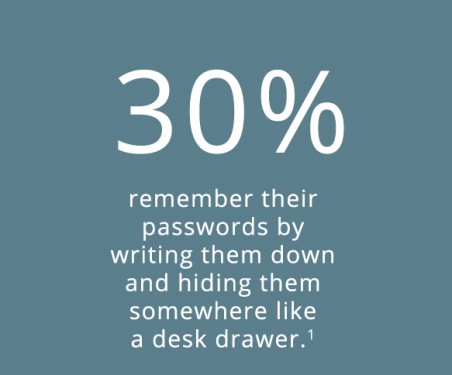 30%
remember their
passwords by
writing them down
and hiding them
somewhere like
a desk drawer.¹